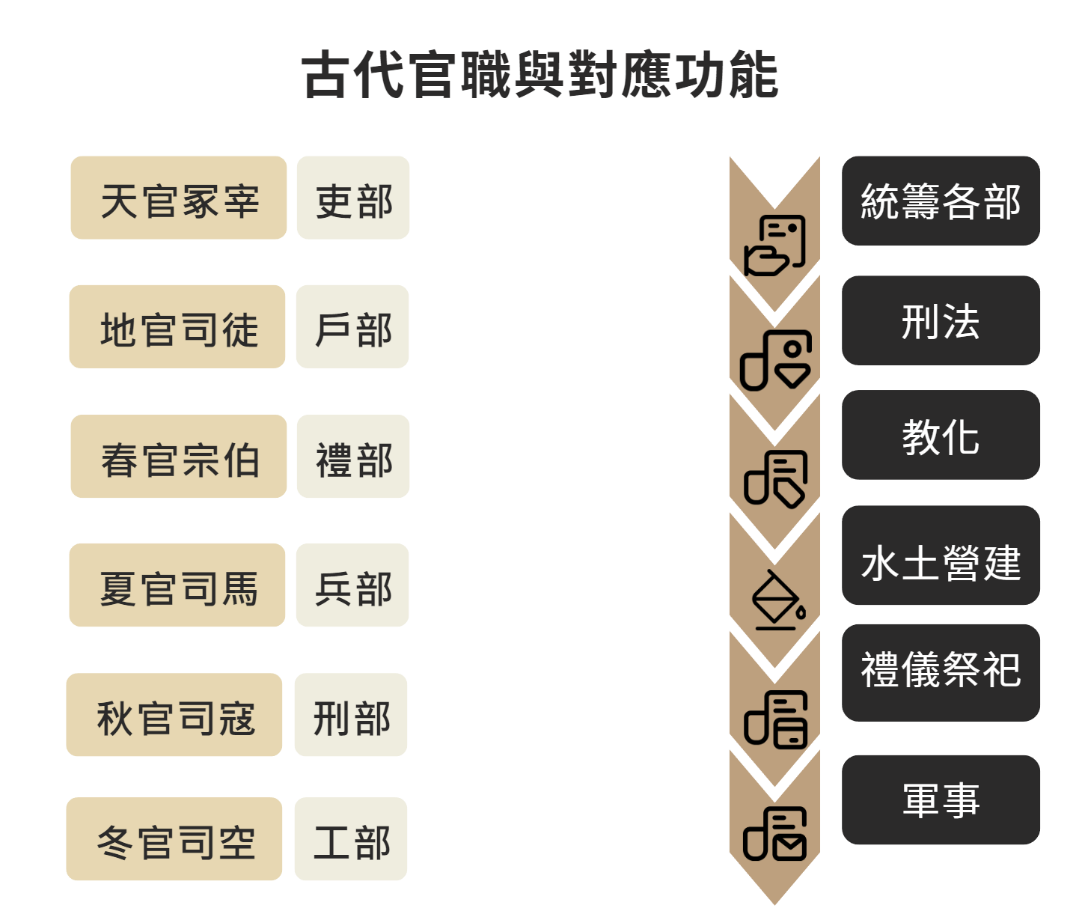 古代官職與對應功能
天官冢宰 吏部
地官司徒 戶部
春官宗伯 禮部
夏官司馬 兵部
秋官司寇 刑部
冬官司空 工部
統籌各部
刑法
教化
水土營建
禮儀祭祀
軍事